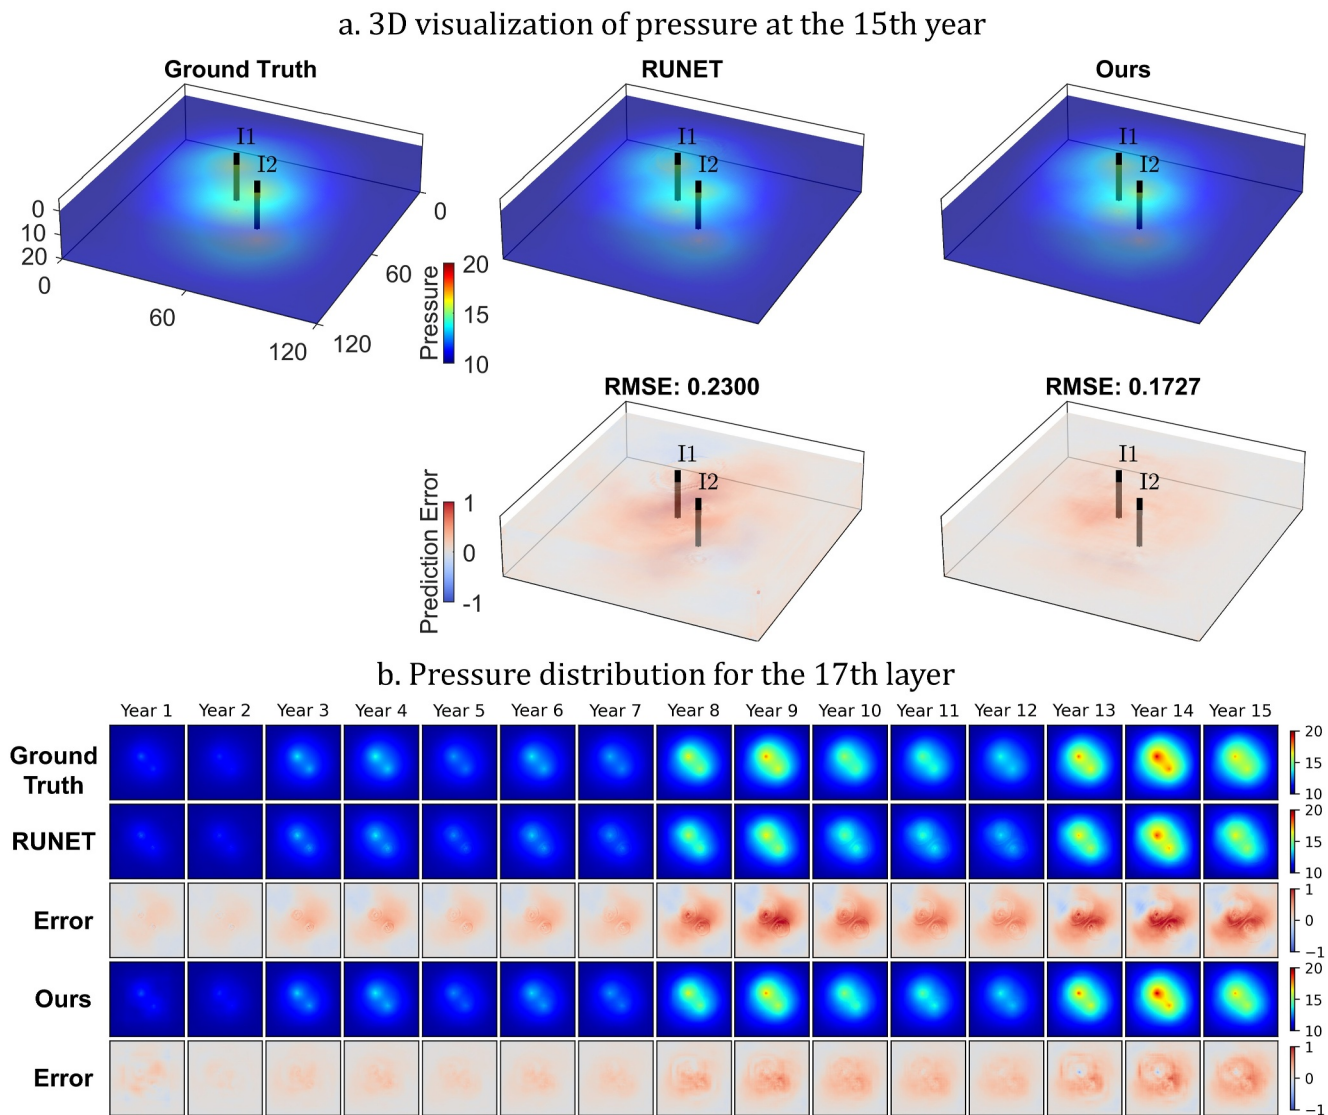 a. 3D visualization of pressure at the 15th year
Ground Truth
RUNET
Ours
I1
I2
I1
I2
I1
I2
0
10
20
0
60
120
0
60
120
Pressure
20
15
10
RMSE: 0.2300
RMSE: 0.1727
I1
I2
I1
I2
Prediction Error
1
0
-1
b. Pressure distribution for the 17th layer
Year 1 Year 2 Year 3 Year 4 Year 5 Year 6 Year 7 Year 8 Year 9 Year 10 Year 11 Year 12 Year 13 Year 14 Year 15
Ground
Truth
20
15
10
RUNET
20
15
10
Error
1
0
−1
Ours
20
15
10
Error
1
0
−1